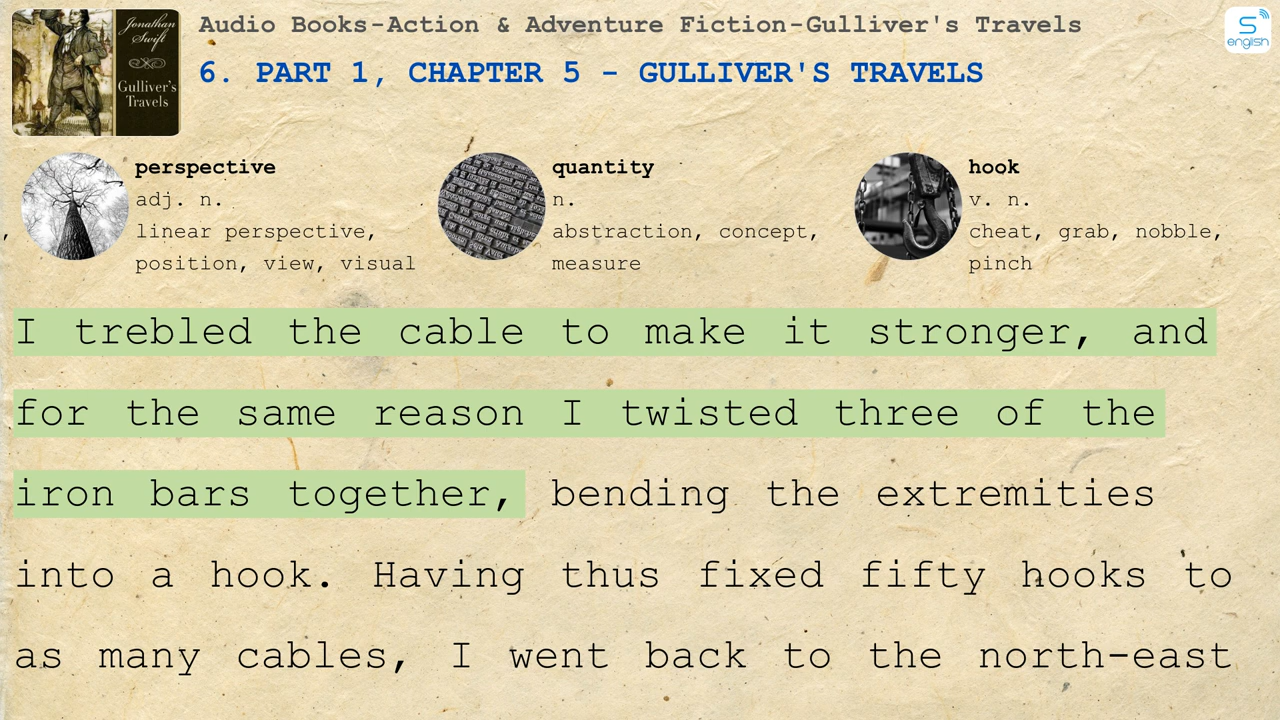 Jonathan
Swift
Gulliver's
Travels
Audio Books-Action & Adventure Fiction-Gulliver's Travels
6. PART 1, CHAPTER 5 - GULLIVER'S TRAVELS
S
english
,
perspective
adj. n.
linear perspective,
position, view, visual
quantity
n.
abstraction, concept,
measure
hook
v. n.
cheat, grab, nobble,
pinch
I trebled the cable to make it stronger, and
for the same reason I twisted three of the
iron bars together, bending the extremities
into a hook. Having thus fixed fifty hooks to
as many cables, I went back to the north-east